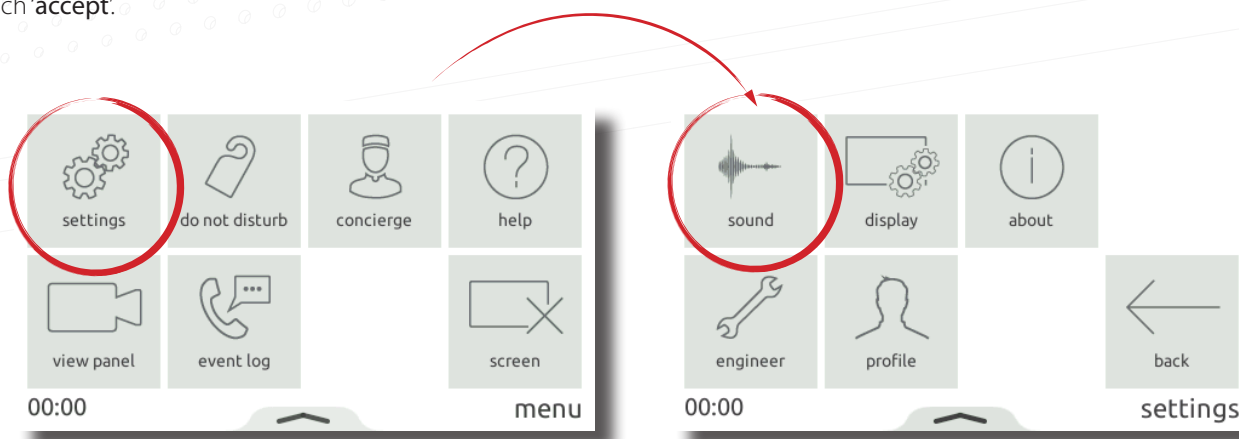 ch 'accept'.
settings
do not disturb
concierge
help
view panel
event log
screen
00:00
menu
sound
display
about
engineer
profile
back
00:00
settings